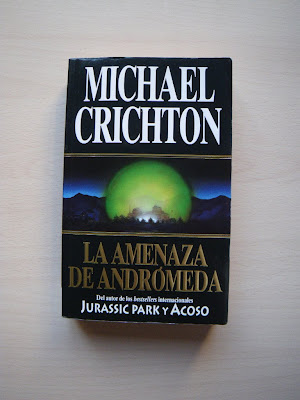 MICHAEL
CRICHTON
LA AMENAZA
DE ANDRÓMEDA
Del autor de los bestsellers internacionales
JURASSIC PARK Y ACOSO